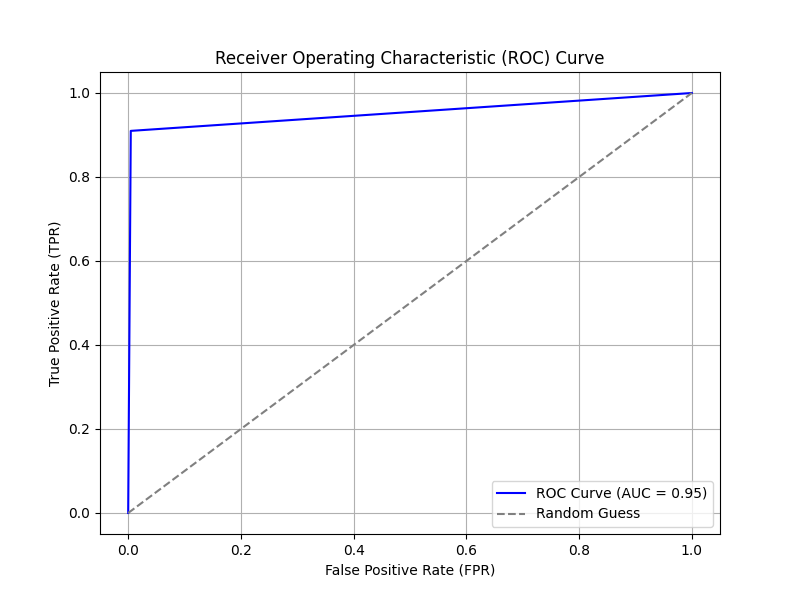 Receiver Operating Characteristic (ROC) Curve
1.0
0.8
0.6
0.4
0.2
0.0
True Positive Rate (TPR)
ROC Curve (AUC = 0.95)
Random Guess
0.0 0.2 0.4 0.6 0.8 1.0
False Positive Rate (FPR)